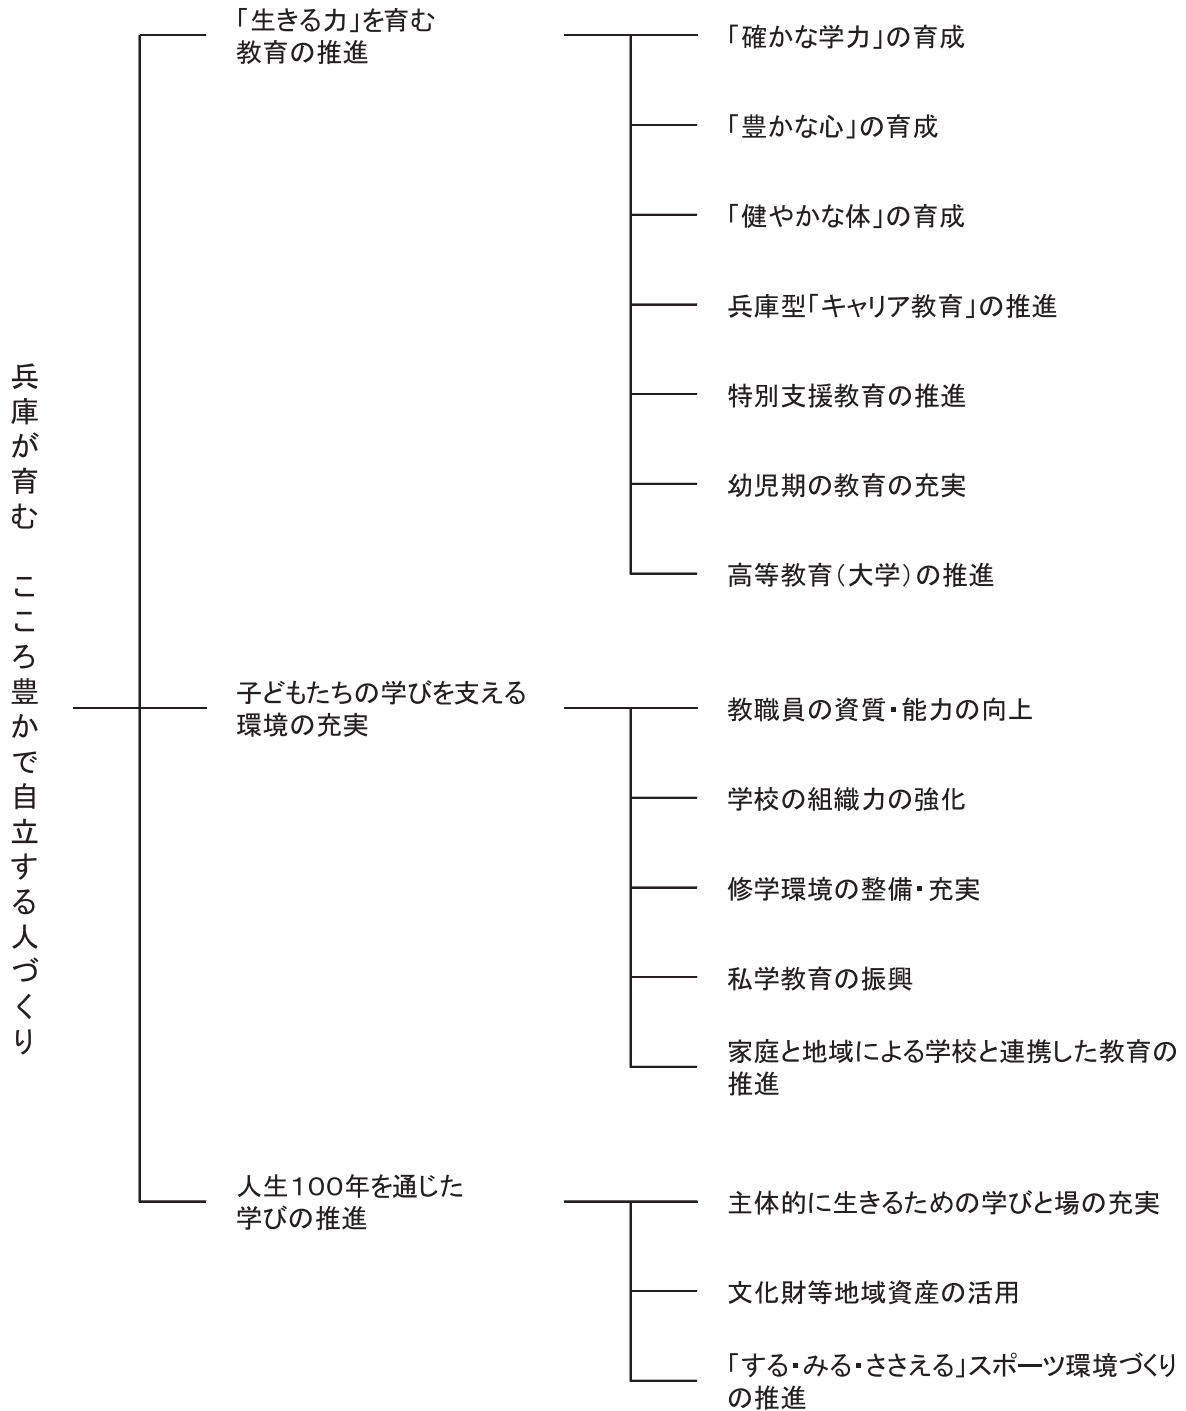 兵庫が育む　こころ豊かで自立する人づくり
「生きる力」を育む
教育の推進
「確かな学力」の育成
「豊かな心」の育成
「健やかな体」の育成
兵庫型「キャリア教育」の推進
特別支援教育の推進
幼児期の教育の充実
高等教育（大学）の推進
子どもたちの学びを支える
環境の充実
教職員の資質・能力の向上
学校の組織力の強化
修学環境の整備・充実
私学教育の振興
家庭と地域による学校と連携した教育の
推進
人生１００年を通じた
学びの推進
主体的に生きるための学びと場の充実
文化財等地域資産の活用
「する・みる・ささえる」スポーツ環境づくり
の推進